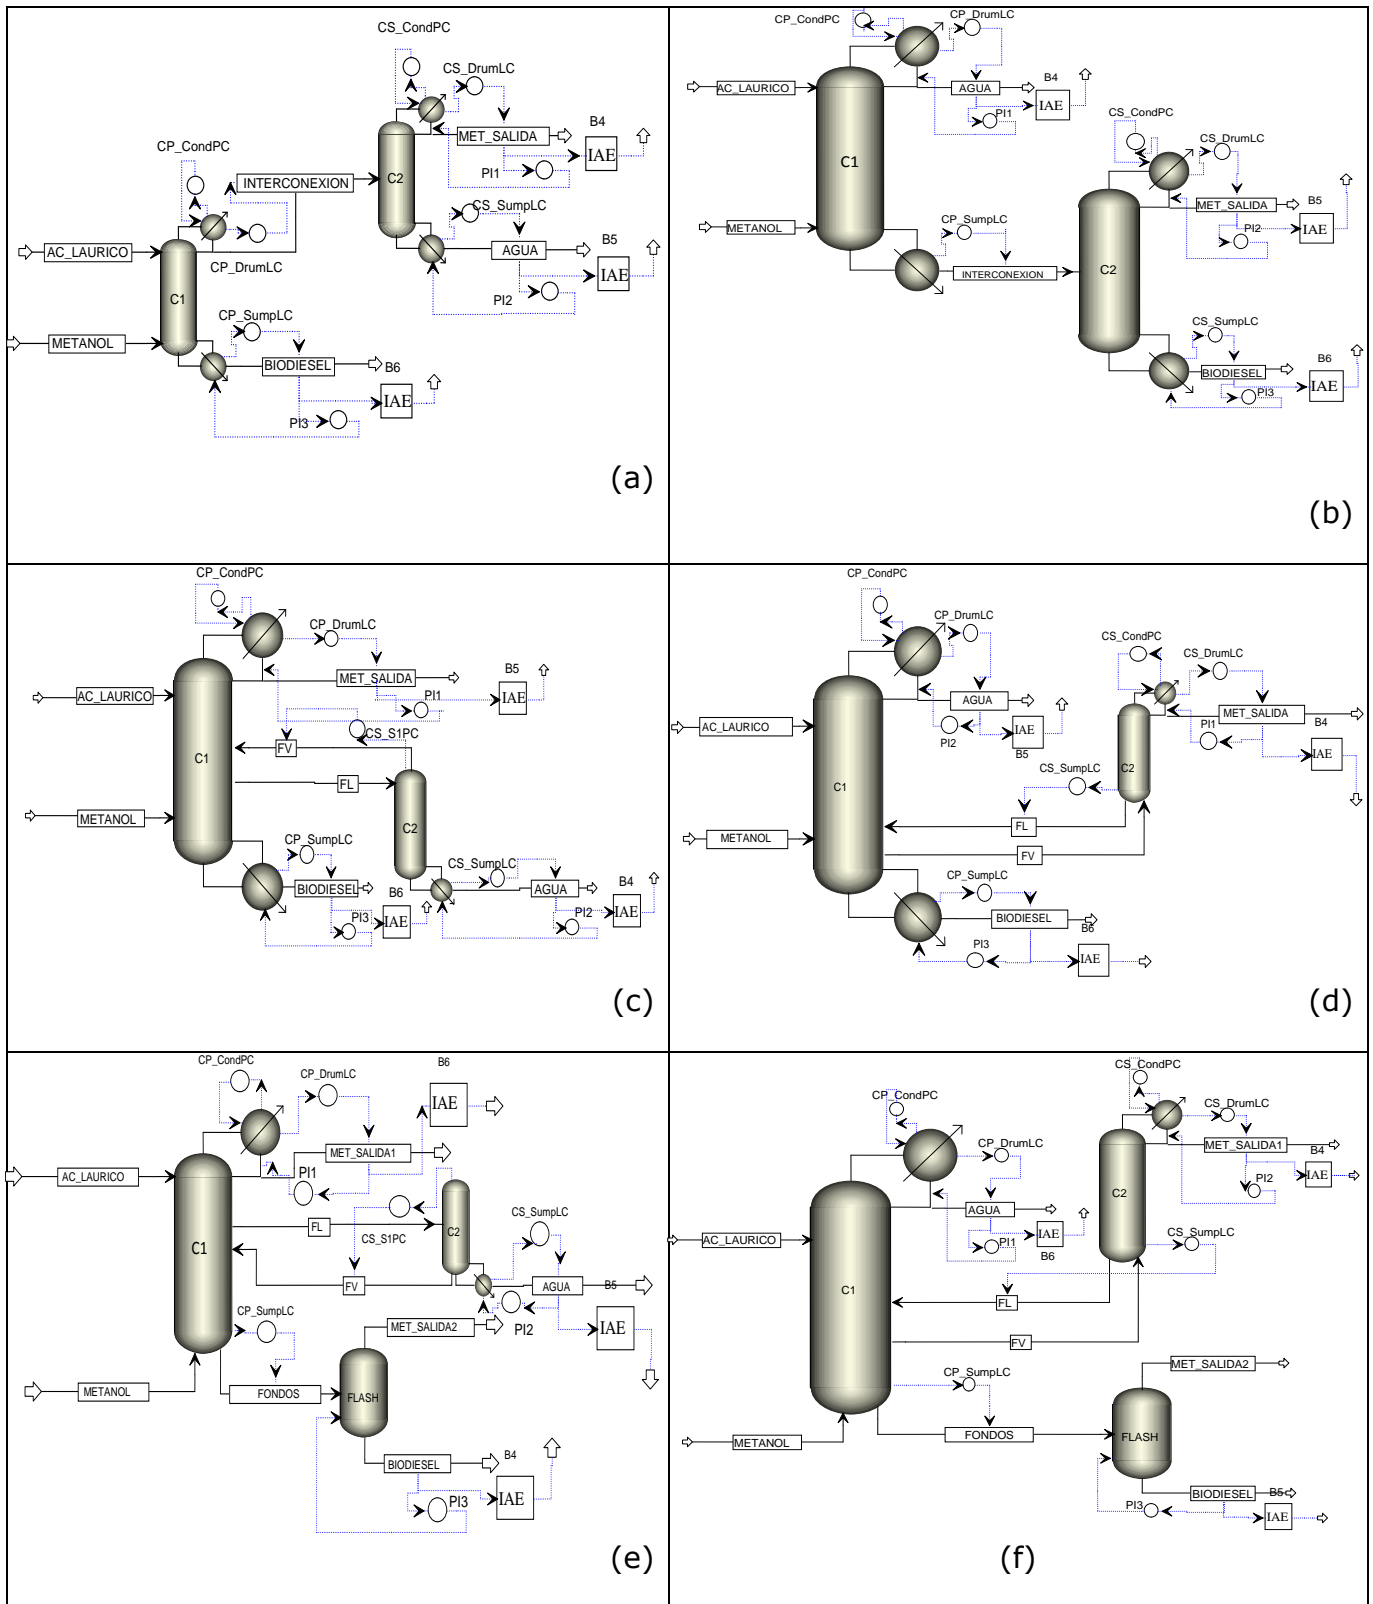 CS_CondPC
CS_DrumLC
B4
MET_SALIDA
IAE
CP_CondPC
PI1
C2
INTERCONEXION
CS_SumpLC
B5
AC_LAURICO
AGUA
CP_DrumLC
IAE
C1
PI2
CP_SumpLC
METANOL
BIODIESEL
B6
IAE
PI3
(a)
CP_CondPC
CP_DrumLC
B4
AC_LAURICO
AGUA
IAE
PI1
CS_CondPC
CS_DrumLC
C1
B5
MET_SALIDA
METANOL
CP_SumpLC
IAE
PI2
INTERCONEXION
C2
CS_SumpLC
B6
BIODIESEL
IAE
PI3
(b)
CP_CondPC
CP_DrumLC
B5
MET_SALIDA
AC_LAURICO
PI1
IAE
CS_S1PC
FV
C1
FL
METANOL
C2
CP_SumpLC
CS_SumpLC
BIODIESEL
B6
AGUA
B4
PI3
IAE
PI2
IAE
(c)
CP_CondPC
CP_DrumLC
CS_CondPC
CS_DrumLC
AGUA
AC_LAURICO
PI2
IAE
B5
MET_SALIDA
PI1
B4
IAE
CS_SumpLC
C2
C1
FL
METANOL
FV
CP_SumpLC
BIODIESEL
B6
PI3
IAE
(d)
CP_CondPC
B6
CP_DrumLC
IAE
MET_SALIDA1
AC_LAURICO
PI1
CS_SumpLC
FL
C2
CS_S1PC
C1
FV
AGUA
B5
CP_SumpLC
MET_SALIDA2
PI2
IAE
METANOL
FONDOS
FLASH
BIODIESEL
B4
IAE
PI3
(e)
CS_CondPC
CP_CondPC
CS_DrumLC
CP_DrumLC
MET_SALIDA1
B4
IAE
PI2
C2
AGUA
AC_LAURICO
PI1
IAE
CS_SumpLC
B6
C1
FL
FV
CP_SumpLC
MET_SALIDA2
METANOL
FONDOS
FLASH
BIODIESEL
B5
PI3
IAE
(f)